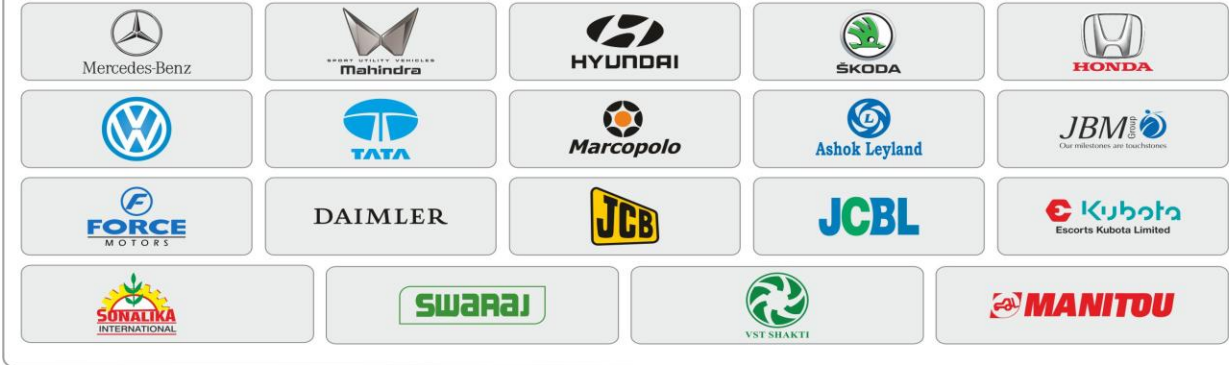 Mercedes-Benz
SPORT UTILITY VEHICLES
Mahindra
HYUNDAI
ŠKODA
HONDA
VW
TATA
Marcopolo
L
Ashok Leyland
JBM Group
Our milestones are touchstones
F
FORCE
MOTORS
DAIMLER
JCB
JCBL
Kubota
Escorts Kubota Limited
SONALIKA
INTERNATIONAL
SWARAJ
VST SHAKTI
MANITOU